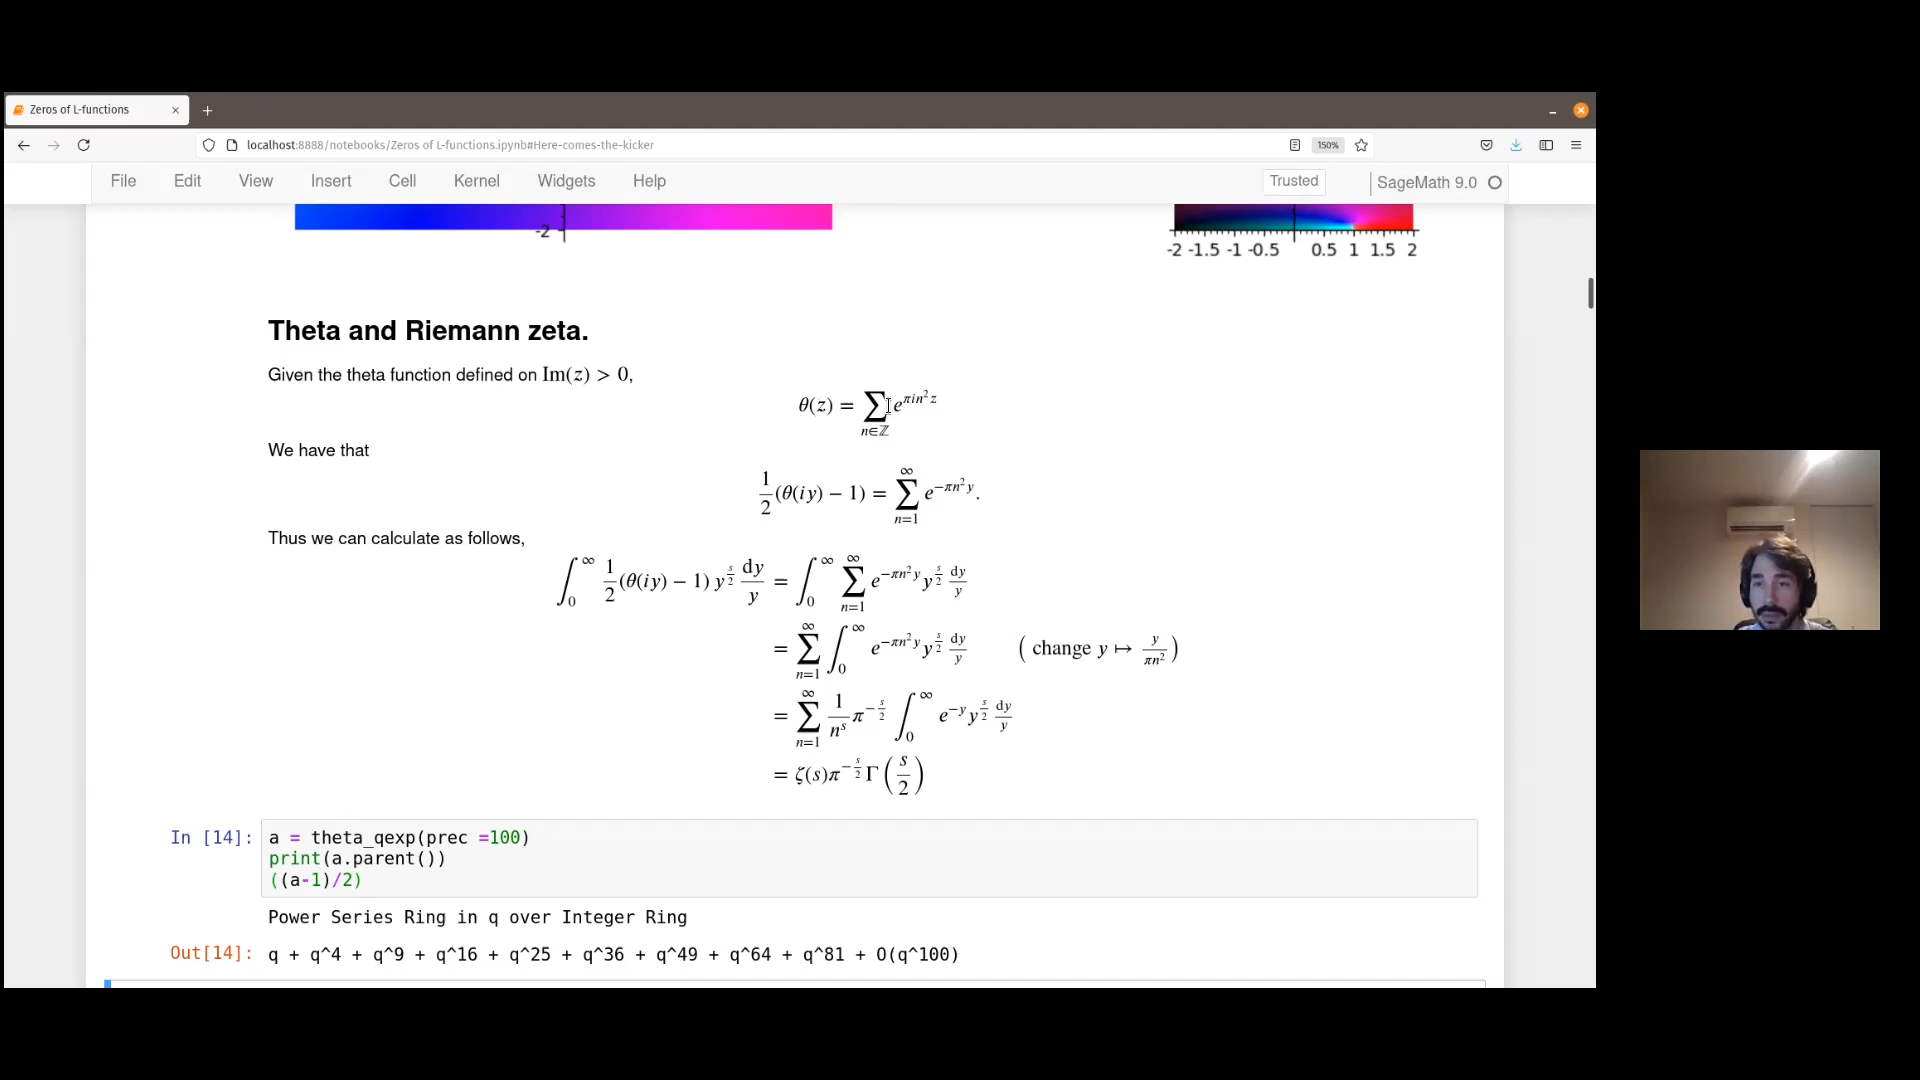 Zeros of L-functions
localhost:8888/notebooks/Zeros of L-functions.ipynb#Here-comes-the-kicker
150%
File Edit View Insert Cell Kernel Widgets Help
Trusted
SageMath 9.0
-2
-2 -1.5 -1 -0.5 0.5 1 1.5 2
Theta and Riemann zeta.
Given the theta function defined on Im(z) > 0,
θ(z) = ∑_{n∈ℤ} e^{πin²z}
We have that
1/2 (θ(iy) − 1) = ∑_{n=1}^{∞} e^{−πn²y}.
Thus we can calculate as follows,
∫_0^∞ 1/2 (θ(iy) − 1) y^{s/2} dy/y = ∫_0^∞ ∑_{n=1}^{∞} e^{−πn²y} y^{s/2} dy/y
= ∑_{n=1}^{∞} ∫_0^∞ e^{−πn²y} y^{s/2} dy/y ( change y ↦ y/πn² )
= ∑_{n=1}^{∞} 1/n^s π^{−s/2} ∫_0^∞ e^{−y} y^{s/2} dy/y
= ζ(s)π^{−s/2} Γ(s/2)
In [14]:
a = theta_qexp(prec =100)
print(a.parent())
((a-1)/2)
Power Series Ring in q over Integer Ring
Out[14]: q + q^4 + q^9 + q^16 + q^25 + q^36 + q^49 + q^64 + q^81 + O(q^100)